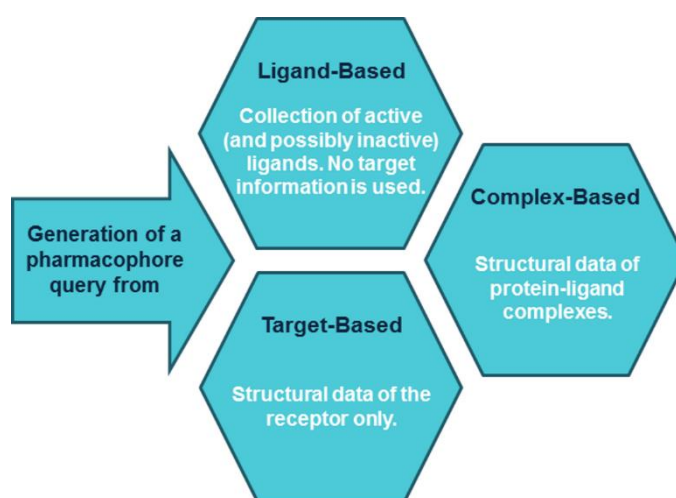 Generation of a
pharmacophore
query from
Ligand-Based
Collection of active
(and possibly inactive)
ligands. No target
information is used.
Complex-Based
Structural data of
protein-ligand
complexes.
Target-Based
Structural data of the
receptor only.